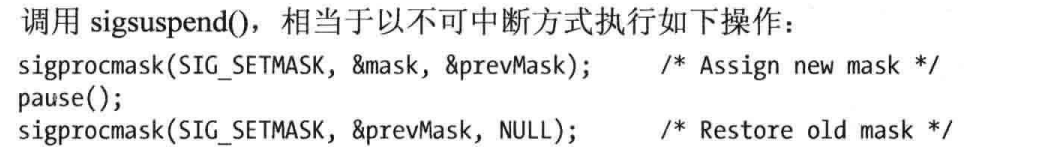 调用 sigsuspend()，相当于以不可中断方式执行如下操作：
sigprocmask(SIG_SETMASK, &mask, &prevMask);     /* Assign new mask */
pause();
sigprocmask(SIG_SETMASK, &prevMask, NULL);      /* Restore old mask */